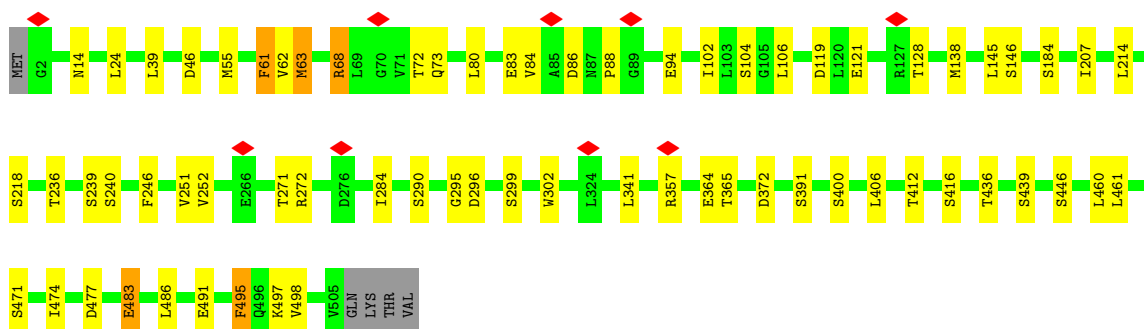 MET G2 N14 L24 L39 D46 M55 F61 V62 M63 R68 L69 G70 V71 T72 Q73 L80 E83 V84 A85 D86 N87 P88 G89 E94 I102 L103 S104 G105 L106 D119 L120 E121 R127 T128 M138 L145 S146 S184 I207 L214
S218 T236 S239 S240 F246 V251 V252 E266 T271 R272 D276 I284 S290 G295 D296 S299 W302 L324 L341 R357 E364 T365 D372 S391 S400 L406 T412 S416 T436 S439 S446 L460 L461
S471 I474 D477 E483 L486 E491 F495 Q496 K497 V498 V505 GLN LYS THR VAL